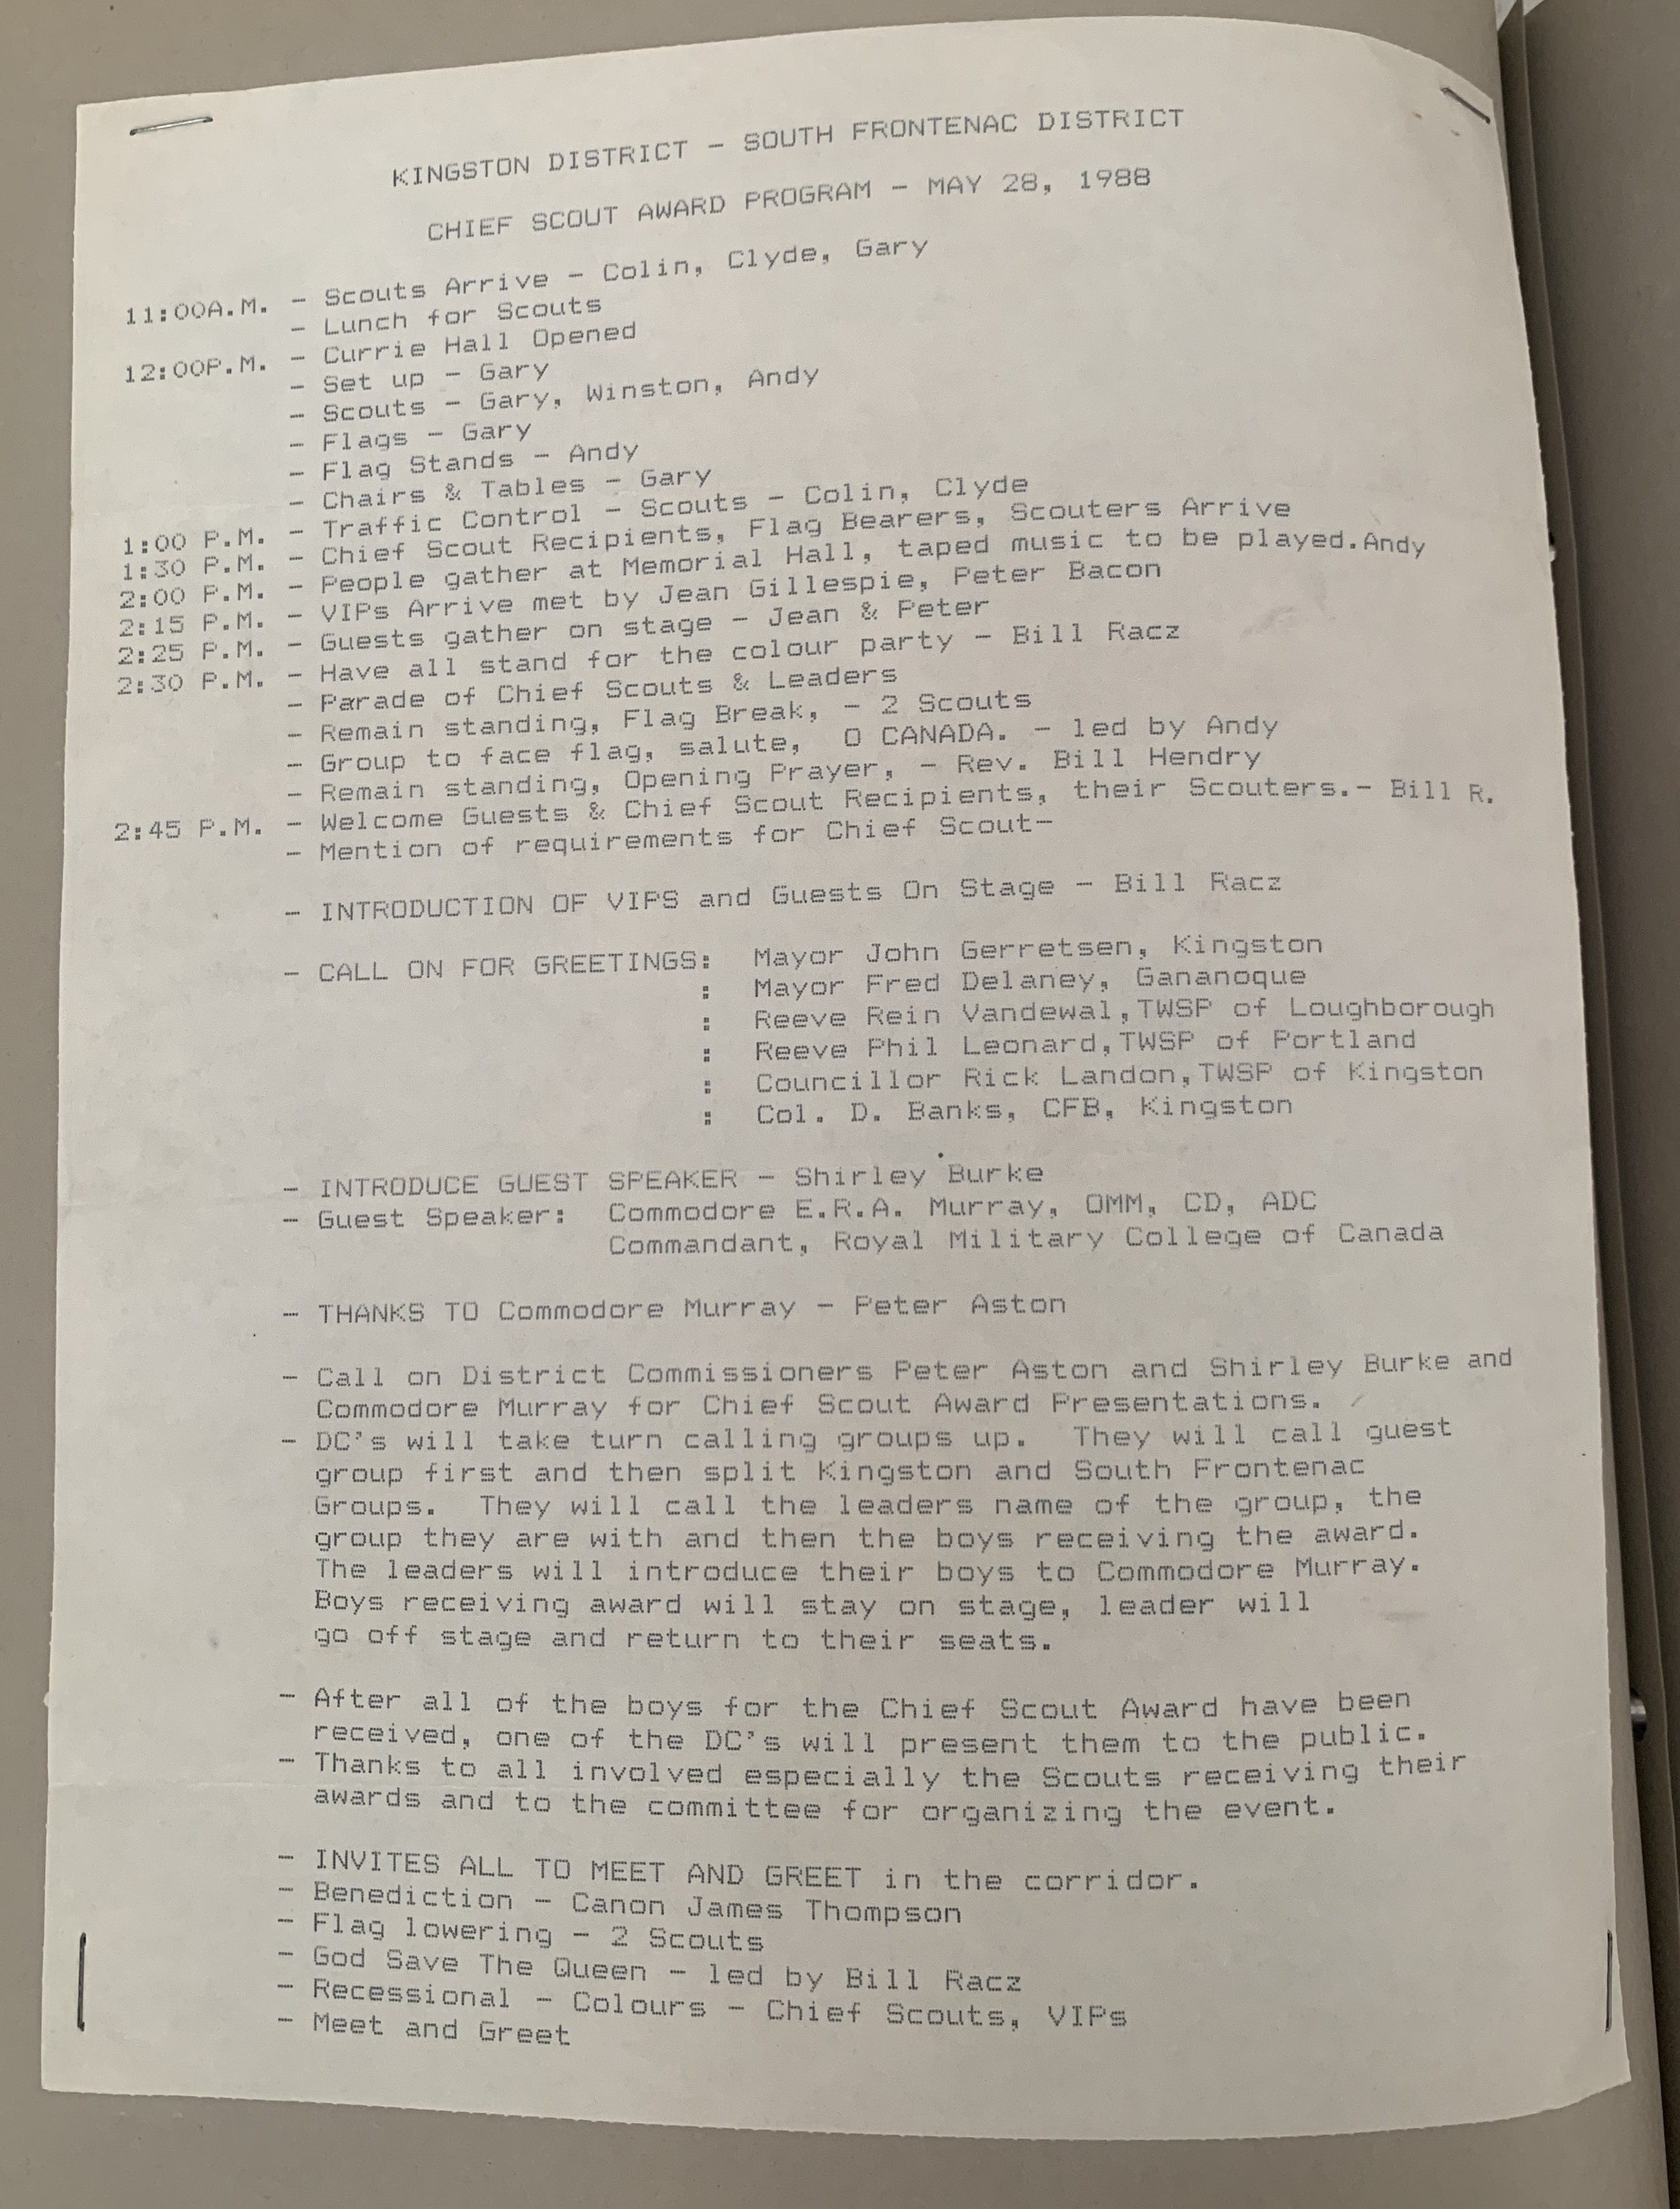 KINGSTON DISTRICT - SOUTH FRONTENAC DISTRICT
CHIEF SCOUT AWARD PROGRAM - MAY 28, 1988
11:00A.M. - Scouts Arrive - Colin, Clyde, Gary
- Lunch for Scouts
12:00P.M. - Currie Hall Opened
- Set up - Gary
- Scouts - Gary, Winston, Andy
- Flags - Gary
- Flag Stands - Andy
- Chairs & Tables - Gary
1:00 P.M. - Traffic Control - Scouts - Colin, Clyde
1:30 P.M. - Chief Scout Recipients, Flag Bearers, Scouters Arrive
2:00 P.M. - People gather at Memorial Hall, taped music to be played.Andy
2:15 P.M. - VIPs Arrive met by Jean Gillespie, Peter Bacon
2:25 P.M. - Guests gather on stage - Jean & Peter
2:30 P.M. - Have all stand for the colour party - Bill Racz
- Parade of Chief Scouts & Leaders
- Remain standing, Flag Break, - 2 Scouts
- Group to face flag, salute, O CANADA. - led by Andy
- Remain standing, Opening Prayer, - Rev. Bill Hendry
2:45 P.M. - Welcome Guests & Chief Scout Recipients, their Scouters.- Bill R.
- Mention of requirements for Chief Scout-
- INTRODUCTION OF VIPS and Guests On Stage - Bill Racz
- CALL ON FOR GREETINGS: Mayor John Gerretsen, Kingston
: Mayor Fred Delaney, Gananoque
: Reeve Rein Vandewal,TWSP of Loughborough
: Reeve Phil Leonard,TWSP of Portland
: Councillor Rick Landon,TWSP of Kingston
: Col. D. Banks, CFB, Kingston
- INTRODUCE GUEST SPEAKER - Shirley Burke
- Guest Speaker: Commodore E.R.A. Murray, OMM, CD, ADC
Commandant, Royal Military College of Canada
- THANKS TO Commodore Murray - Peter Aston
- Call on District Commissioners Peter Aston and Shirley Burke and
Commodore Murray for Chief Scout Award Presentations.
- DC's will take turn calling groups up. They will call guest
group first and then split Kingston and South Frontenac
Groups. They will call the leaders name of the group, the
group they are with and then the boys receiving the award.
The leaders will introduce their boys to Commodore Murray.
Boys receiving award will stay on stage, leader will
go off stage and return to their seats.
- After all of the boys for the Chief Scout Award have been
received, one of the DC's will present them to the public.
- Thanks to all involved especially the Scouts receiving their
awards and to the committee for organizing the event.
- INVITES ALL TO MEET AND GREET in the corridor.
- Benediction - Canon James Thompson
- Flag lowering - 2 Scouts
- God Save The Queen - led by Bill Racz
- Recessional - Colours - Chief Scouts, VIPs
- Meet and Greet